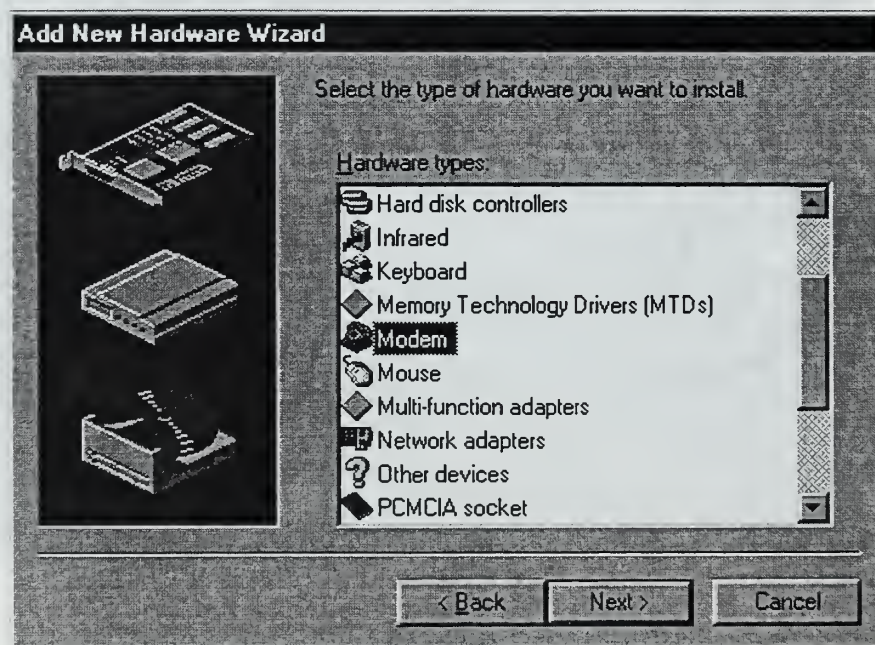 Add New Hardware Wizard
Select the type of hardware you want to install.
Hardware types:
Hard disk controllers
Infrared
Keyboard
Memory Technology Drivers (MTDs)
Modem
Mouse
Multi-function adapters
Network adapters
Other devices
PCMCIA socket
< Back Next > Cancel